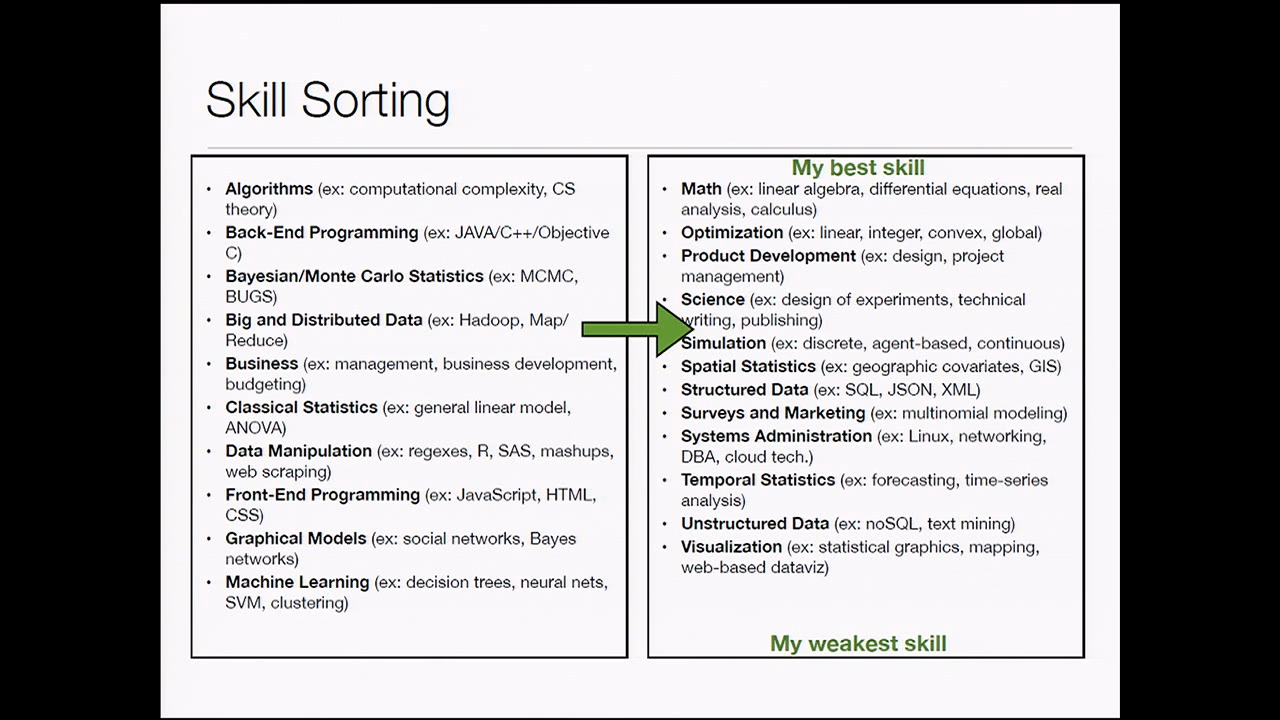 Skill Sorting
• Algorithms (ex: computational complexity, CS
theory)
• Back-End Programming (ex: JAVA/C++/Objective
C)
• Bayesian/Monte Carlo Statistics (ex: MCMC,
BUGS)
• Big and Distributed Data (ex: Hadoop, Map/
Reduce)
• Business (ex: management, business development,
budgeting)
• Classical Statistics (ex: general linear model,
ANOVA)
• Data Manipulation (ex: regexes, R, SAS, mashups,
web scraping)
• Front-End Programming (ex: JavaScript, HTML,
CSS)
• Graphical Models (ex: social networks, Bayes
networks)
• Machine Learning (ex: decision trees, neural nets,
SVM, clustering)
My best skill
• Math (ex: linear algebra, differential equations, real
analysis, calculus)
• Optimization (ex: linear, integer, convex, global)
• Product Development (ex: design, project
management)
• Science (ex: design of experiments, technical
writing, publishing)
Simulation (ex: discrete, agent-based, continuous)
• Spatial Statistics (ex: geographic covariates, GIS)
• Structured Data (ex: SQL, JSON, XML)
• Surveys and Marketing (ex: multinomial modeling)
• Systems Administration (ex: Linux, networking,
DBA, cloud tech.)
• Temporal Statistics (ex: forecasting, time-series
analysis)
• Unstructured Data (ex: noSQL, text mining)
• Visualization (ex: statistical graphics, mapping,
web-based dataviz)
My weakest skill